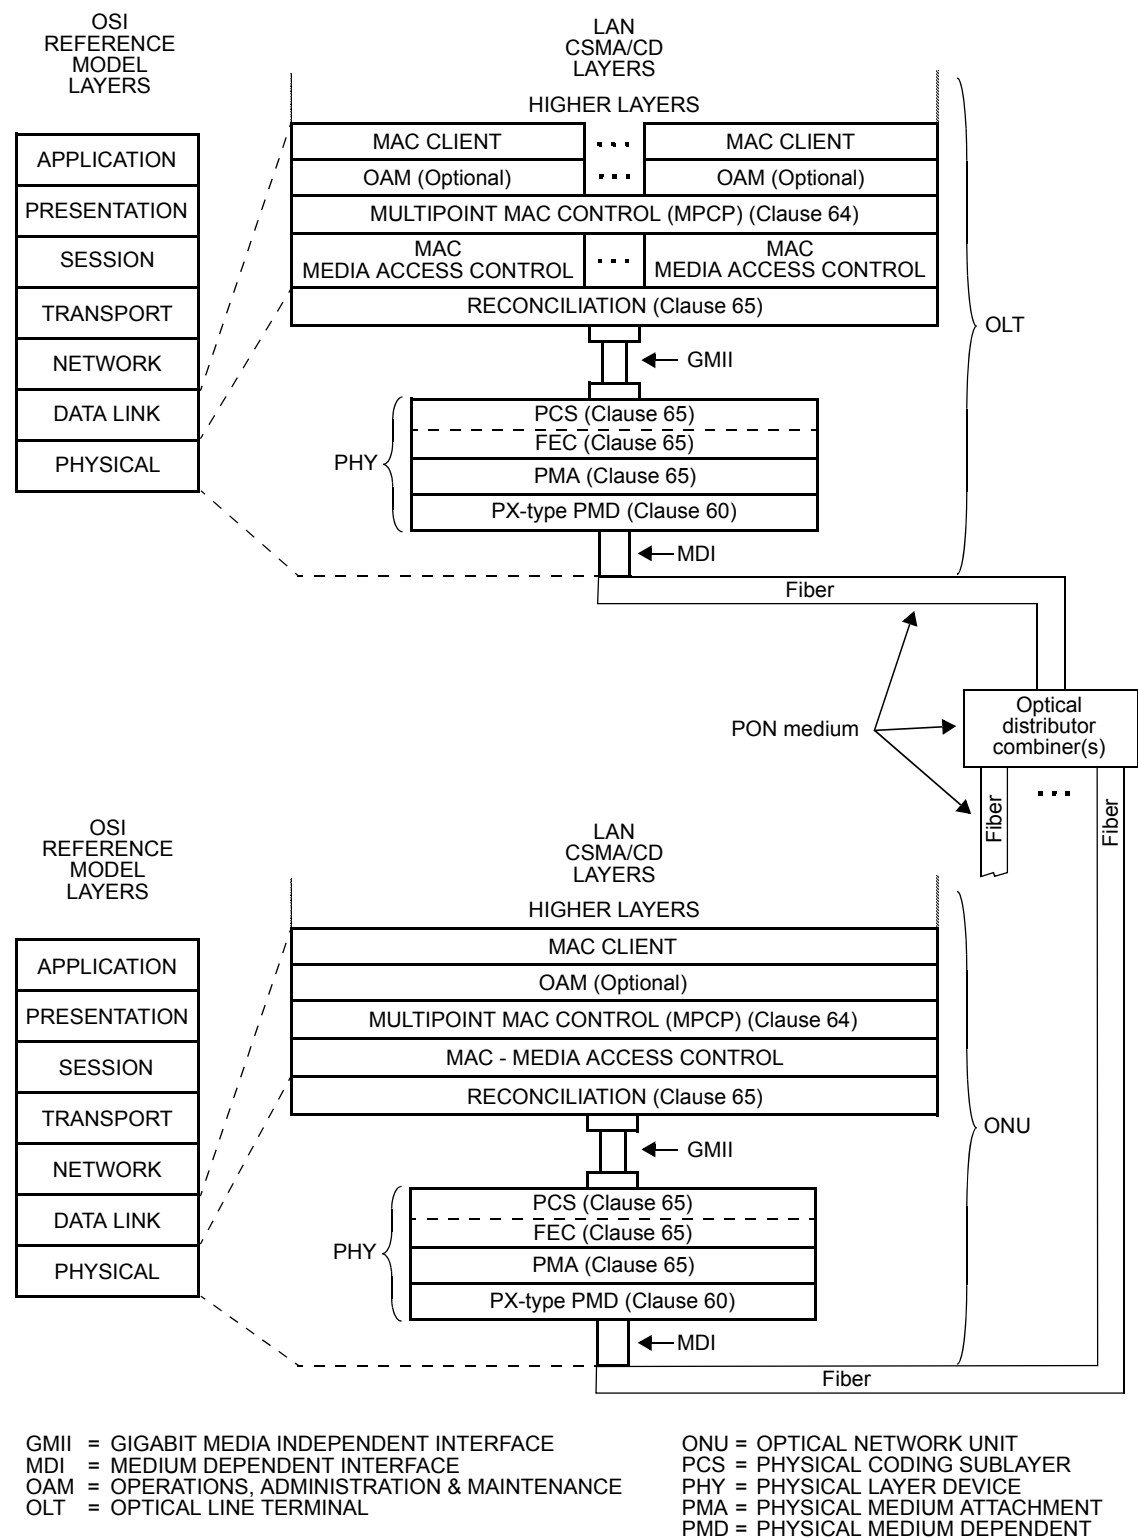 OSI
REFERENCE
MODEL
LAYERS
LAN
CSMA/CD
LAYERS
HIGHER LAYERS
APPLICATION
PRESENTATION
SESSION
TRANSPORT
NETWORK
DATA LINK
PHYSICAL
MAC CLIENT
MAC CLIENT
OAM (Optional)
OAM (Optional)
MULTIPOINT MAC CONTROL (MPCP) (Clause 64)
MAC
MEDIA ACCESS CONTROL
MAC
MEDIA ACCESS CONTROL
RECONCILIATION (Clause 65)
OLT
GMII
PHY
PCS (Clause 65)
FEC (Clause 65)
PMA (Clause 65)
PX-type PMD (Clause 60)
MDI
Fiber
PON medium
Optical
distributor
combiner(s)
Fiber
Fiber
OSI
REFERENCE
MODEL
LAYERS
LAN
CSMA/CD
LAYERS
HIGHER LAYERS
APPLICATION
PRESENTATION
SESSION
TRANSPORT
NETWORK
DATA LINK
PHYSICAL
MAC CLIENT
OAM (Optional)
MULTIPOINT MAC CONTROL (MPCP) (Clause 64)
MAC - MEDIA ACCESS CONTROL
RECONCILIATION (Clause 65)
ONU
GMII
PHY
PCS (Clause 65)
FEC (Clause 65)
PMA (Clause 65)
PX-type PMD (Clause 60)
MDI
Fiber
GMII = GIGABIT MEDIA INDEPENDENT INTERFACE
MDI = MEDIUM DEPENDENT INTERFACE
OAM = OPERATIONS, ADMINISTRATION & MAINTENANCE
OLT = OPTICAL LINE TERMINAL
ONU = OPTICAL NETWORK UNIT
PCS = PHYSICAL CODING SUBLAYER
PHY = PHYSICAL LAYER DEVICE
PMA = PHYSICAL MEDIUM ATTACHMENT
PMD = PHYSICAL MEDIUM DEPENDENT